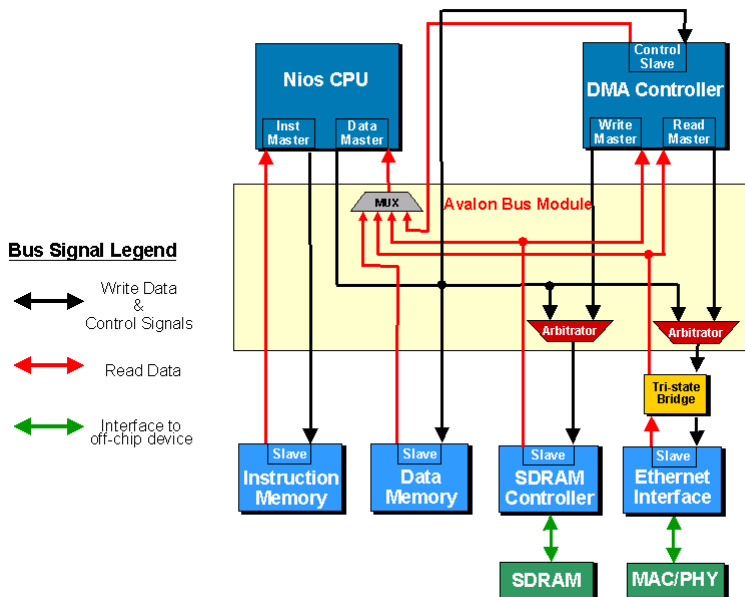 Control
Slave
Nios CPU
DMA Controller
Inst
Master
Data
Master
Write
Master
Read
Master
MUX
Avalon Bus Module
Bus Signal Legend
Write Data
&
Control Signals
Read Data
Interface to
off-chip device
Arbitrator
Arbitrator
Tri-state
Bridge
Slave
Instruction
Memory
Slave
Data
Memory
Slave
SDRAM
Controller
Slave
Ethernet
Interface
SDRAM
MAC/PHY